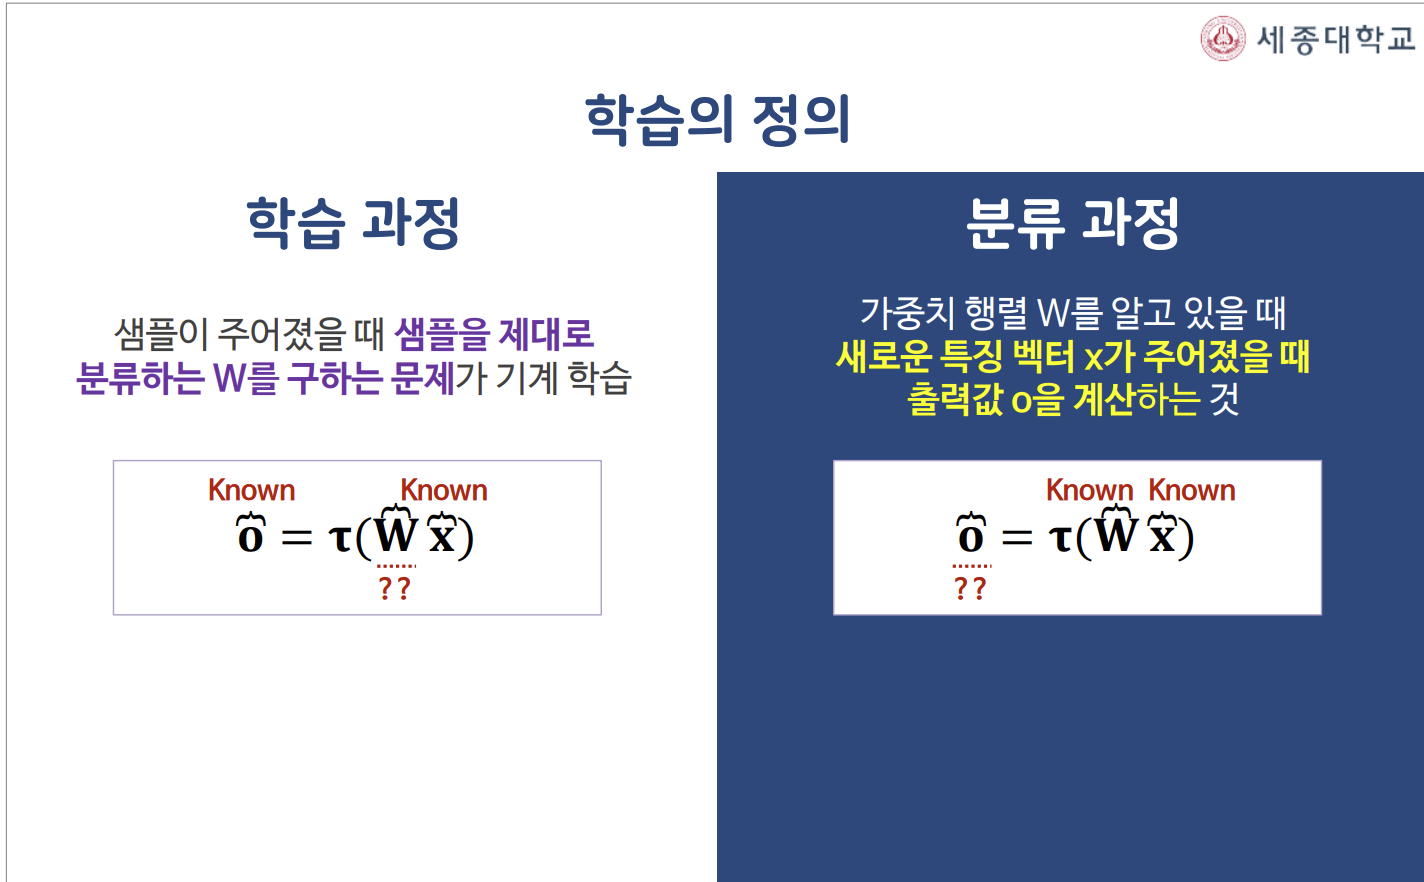 세종대학교
학습의 정의
학습 과정
샘플이 주어졌을 때 샘플을 제대로
분류하는 W를 구하는 문제가 기계 학습
Known Known
o = τ(W x)
??
분류 과정
가중치 행렬 W를 알고 있을 때
새로운 특징 벡터 x가 주어졌을 때
출력값 o을 계산하는 것
Known Known
o = τ(W x)
??